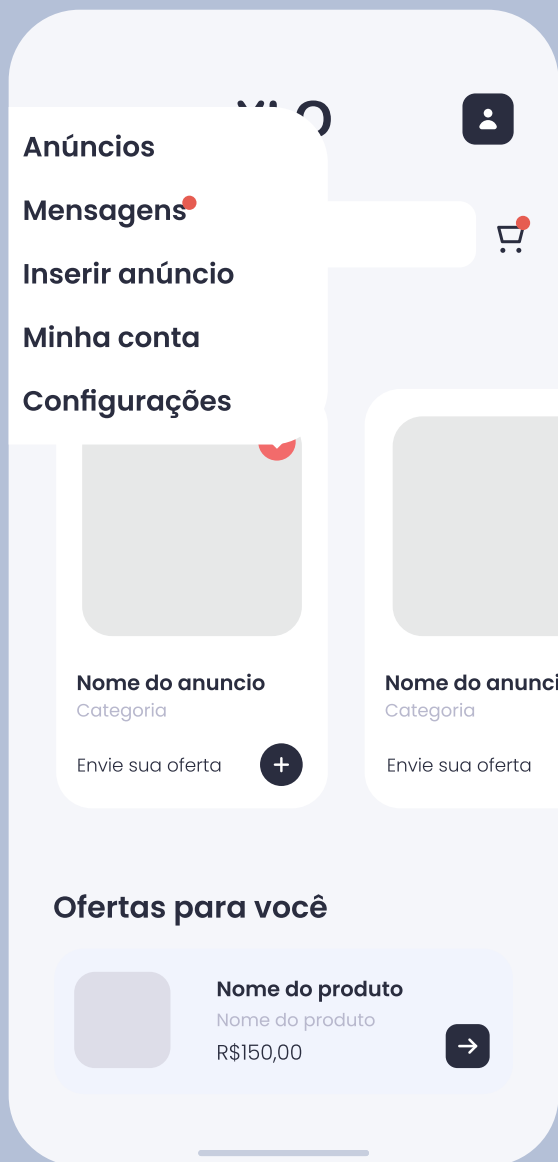 Anúncios
Mensagens
Inserir anúncio
Minha conta
Configurações
Nome do anuncio
Categoria
Envie sua oferta
Nome do anunci
Categoria
Envie sua oferta
Ofertas para você
Nome do produto
Nome do produto
R$150,00